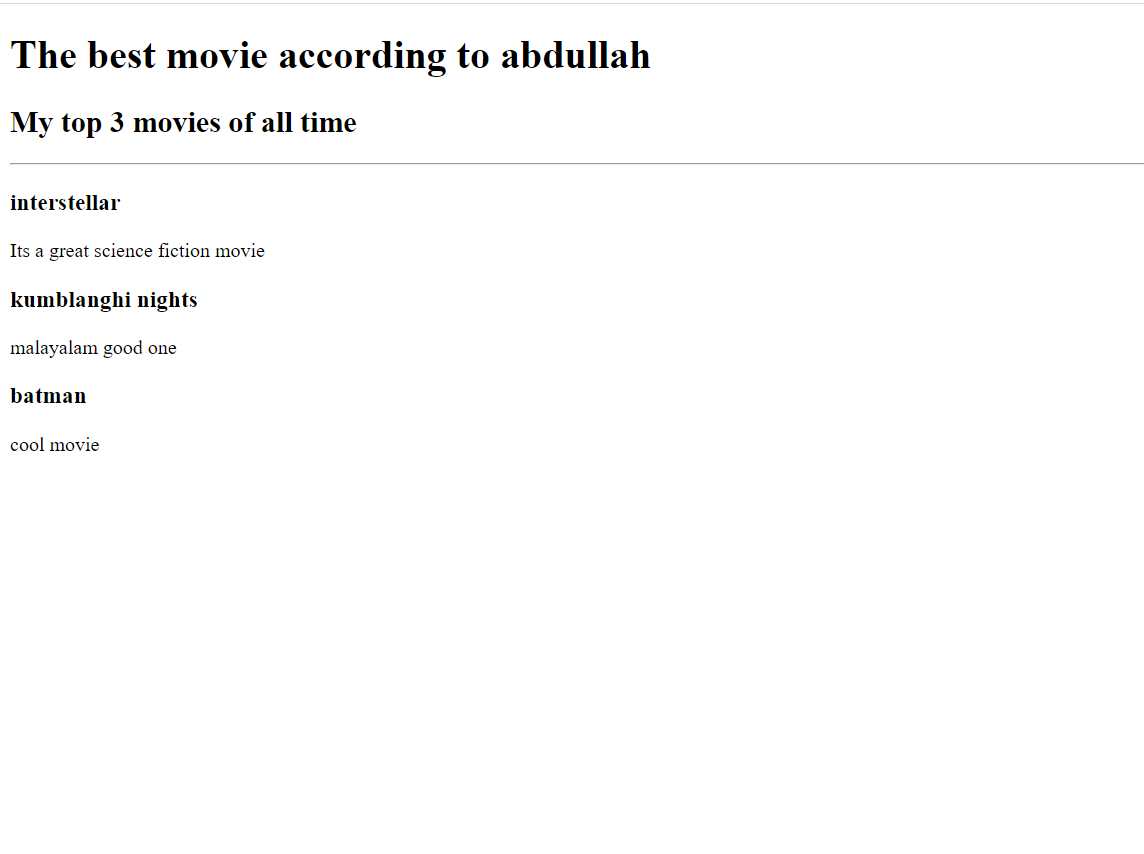 The best movie according to abdullah
My top 3 movies of all time
interstellar
Its a great science fiction movie
kumblanghi nights
malayalam good one
batman
cool movie